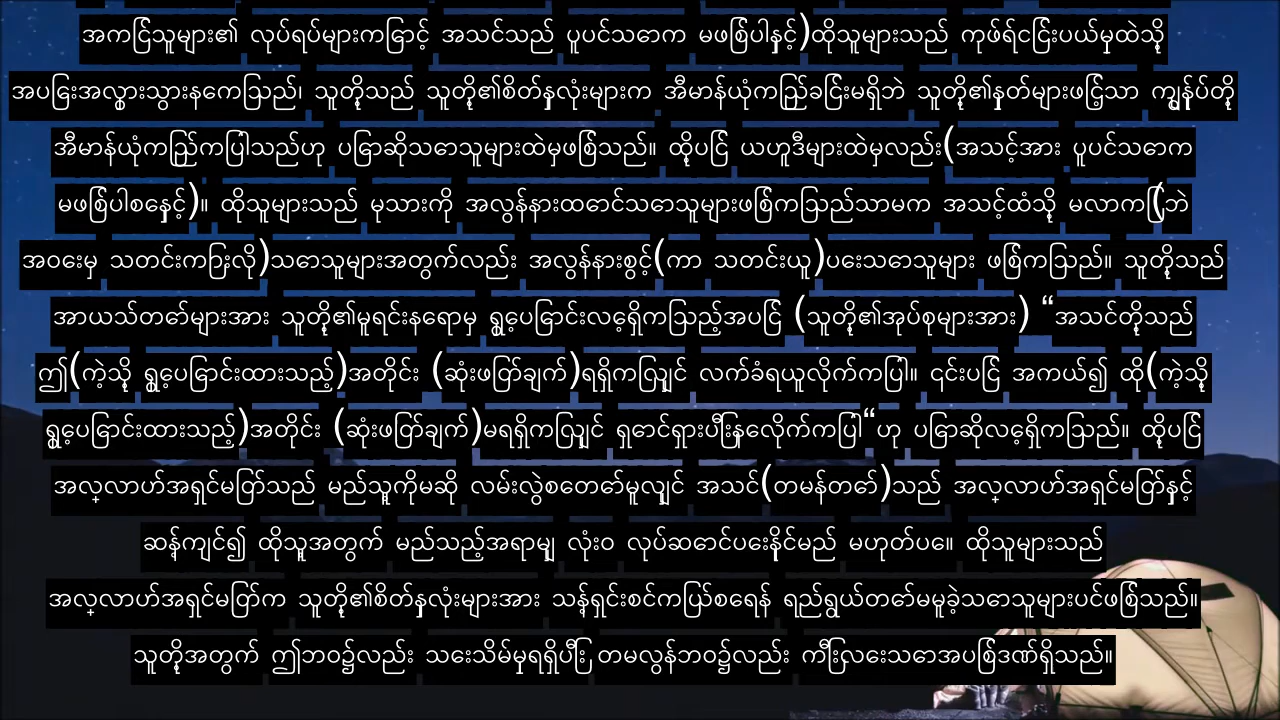 အကြင်သူများ၏ လုပ်ရပ်များကြောင့် အသင်သည် ပူပင်သောက မဖြစ်ပါနှင့်)ထိုသူများသည် ကုဖ်ရ်ငြင်းပယ်မှုထဲသို့
အပြေးအလွှားသွားနေကြသည်၊ သူတို့သည် သူတို့၏စိတ်နှလုံးများက အီမာန်ယုံကြည်ခြင်းမရှိဘဲ သူတို့၏နှုတ်များဖြင့်သာ ကျွန်ုပ်တို့
အီမာန်ယုံကြည်ကြပါသည်ဟု ပြောဆိုသောသူများထဲမှဖြစ်သည်။ ထို့ပြင် ယဟူဒီများထဲမှလည်း(အသင့်အား ပူပင်သောက
မဖြစ်ပါစေနှင့်)။ ထိုသူများသည် မုသားကို အလွန်နားထောင်သောသူများဖြစ်ကြသည်သာမက အသင့်ထံသို့ မလာကြ(ဘဲ
အဝေးမှ သတင်းကြားလို)သောသူများအတွက်လည်း အလွန်နားစွင့်(ကာ သတင်းယူ)ပေးသောသူများ ဖြစ်ကြသည်။ သူတို့သည်
အာယသ်တော်များအား သူတို့၏မူရင်းနေရာမှ ရွှေ့ပြောင်းလေ့ရှိကြသည့်အပြင် (သူတို့၏အုပ်စုများအား) “အသင်တို့သည်
ဤ(ကဲ့သို့ ရွှေ့ပြောင်းထားသည့်)အတိုင်း (ဆုံးဖြတ်ချက်)ရရှိကြလျှင် လက်ခံရယူလိုက်ကြပါ။ ၎င်းပြင် အကယ်၍ ထို(ကဲ့သို့
ရွှေ့ပြောင်းထားသည့်)အတိုင်း (ဆုံးဖြတ်ချက်)မရရှိကြလျှင် ရှောင်ရှားပြီးနေလိုက်ကြပါ“ဟု ပြောဆိုလေ့ရှိကြသည်။ ထို့ပြင်
အလ္လာဟ်အရှင်မြတ်သည် မည်သူ့ကိုမဆို လမ်းလွဲစေတော်မူလျှင် အသင်(တမန်တော်)သည် အလ္လာဟ်အရှင်မြတ်နှင့်
ဆန့်ကျင်၍ ထိုသူ့အတွက် မည်သည့်အရာမျှ လုံးဝ လုပ်ဆောင်ပေးနိုင်မည် မဟုတ်ပေ။ ထိုသူများသည်
အလ္လာဟ်အရှင်မြတ်က သူတို့၏စိတ်နှလုံးများအား သန့်ရှင်းစင်ကြယ်စေရန် ရည်ရွယ်တော်မမူခဲ့သောသူများပင်ဖြစ်သည်။
သူတို့အတွက် ဤဘဝ၌လည်း သေးသိမ်မှုရရှိပြီး တမလွန်ဘဝ၌လည်း ကြီးလေးသောအပြစ်ဒဏ်ရှိသည်။